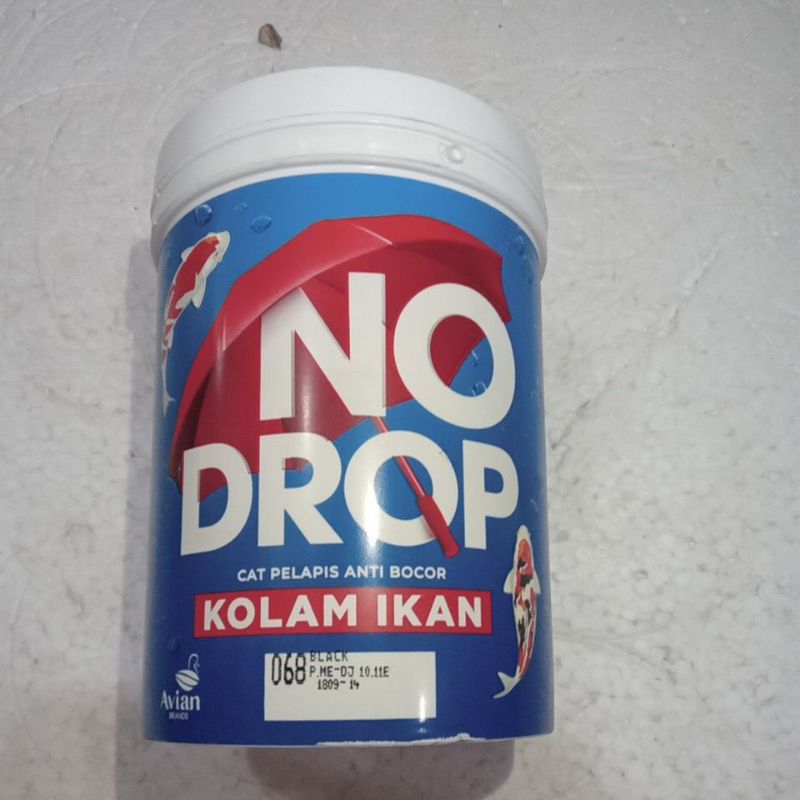 NO
DROP
CAT PELAPIS ANTI BOCOR
KOLAM IKAN
068 BLACK
P.ME-DJ 10.11E
1809-14
Avian
BRANDS